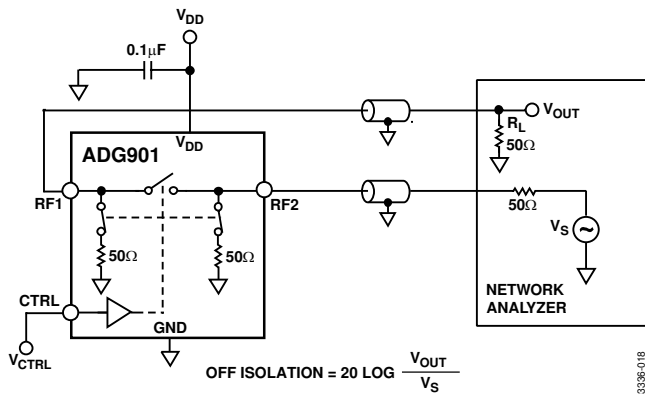 VDD
0.1μF
VDD
ADG901
RF1
RF2
50Ω
50Ω
CTRL
VCTRL
GND
VOUT
RL
50Ω
50Ω
VS
~
NETWORK
ANALYZER
OFF ISOLATION = 20 LOG VOUT
VS
3336-018